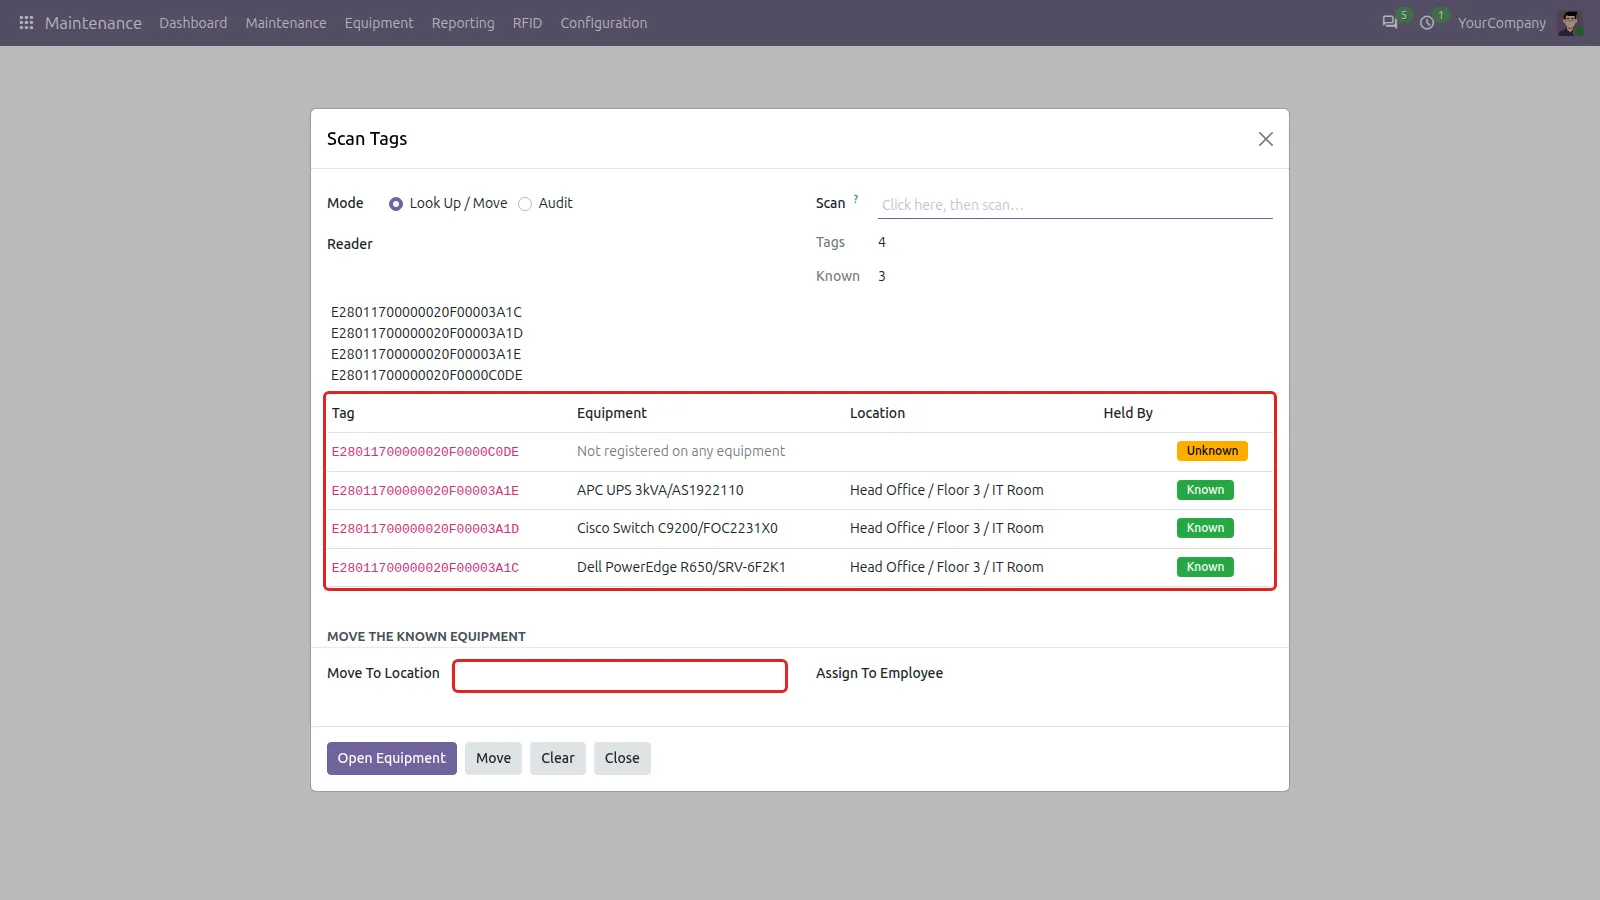 Maintenance Dashboard Maintenance Equipment Reporting RFID Configuration 5 1 YourCompany
Scan Tags
Mode Look Up / Move Audit
Scan ? Click here, then scan...
Tags 4
Reader
Known 3
E28011700000020F00003A1C
E28011700000020F00003A1D
E28011700000020F00003A1E
E28011700000020F0000C0DE
Tag Equipment Location Held By
E28011700000020F0000C0DE Not registered on any equipment Unknown
E28011700000020F00003A1E APC UPS 3kVA/AS1922110 Head Office / Floor 3 / IT Room Known
E28011700000020F00003A1D Cisco Switch C9200/FOC2231X0 Head Office / Floor 3 / IT Room Known
E28011700000020F00003A1C Dell PowerEdge R650/SRV-6F2K1 Head Office / Floor 3 / IT Room Known
MOVE THE KNOWN EQUIPMENT
Move To Location Assign To Employee
Open Equipment Move Clear Close